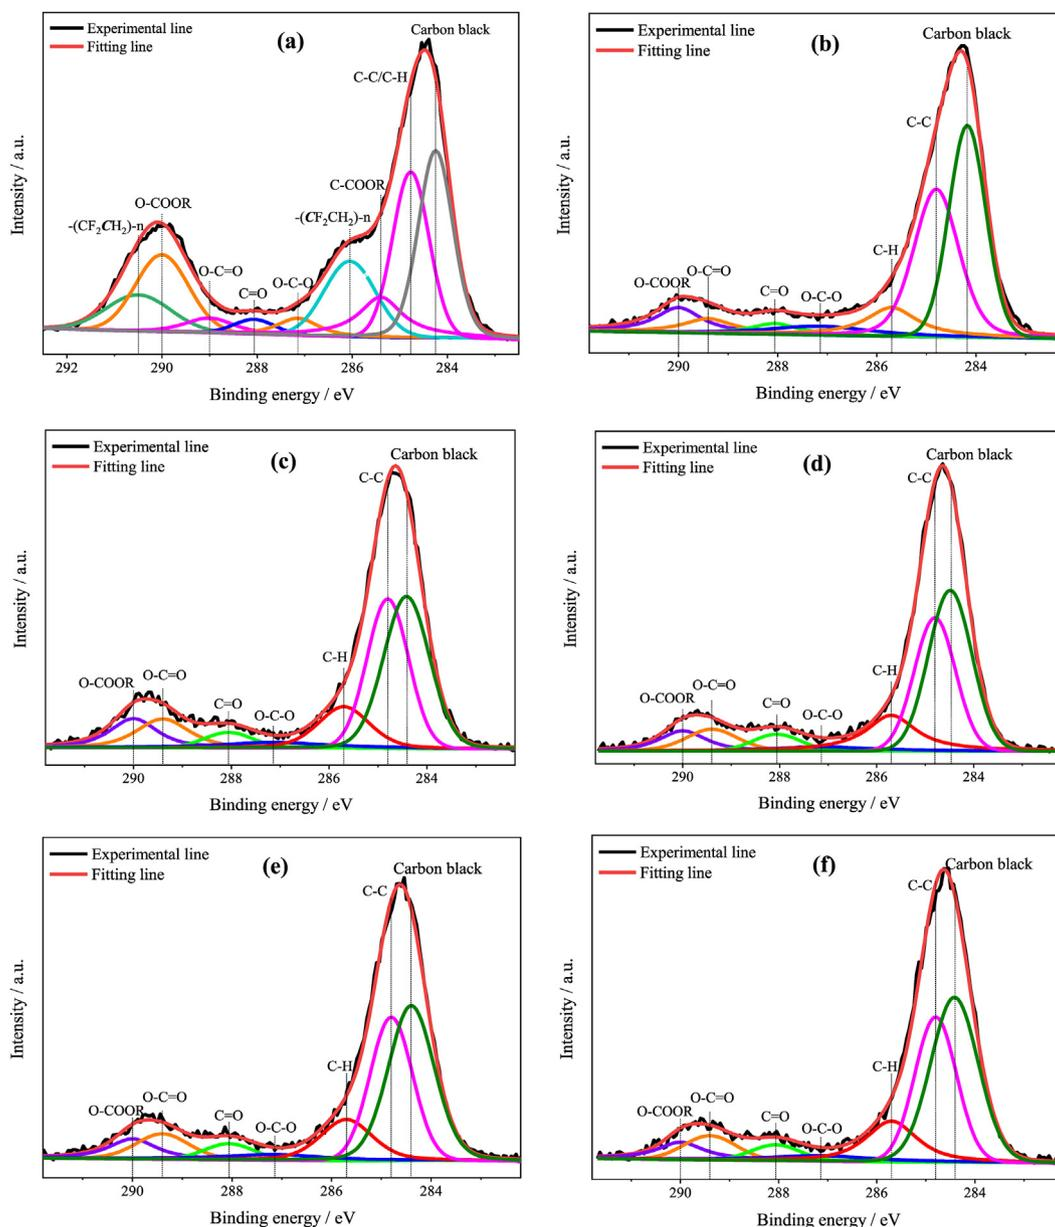 Experimental line
Fitting line
(a)
Carbon black
C-C/C-H
C-COOR
O-COOR
-(CF₂CH₂)-n
-(CF₂CH₂)-n
O-C=O
C=O
O-C-O
Intensity / a.u.
292
290
288
286
284
Binding energy / eV
Experimental line
Fitting line
(b)
Carbon black
C-C
C-H
O-C=O
O-COOR
C=O
O-C-O
Intensity / a.u.
290
288
286
284
Binding energy / eV
Experimental line
Fitting line
(c)
Carbon black
C-C
C-H
O-C=O
O-COOR
C=O
O-C-O
Intensity / a.u.
290
288
286
284
Binding energy / eV
Experimental line
Fitting line
(d)
Carbon black
C-C
C-H
O-C=O
O-COOR
C=O
O-C-O
Intensity / a.u.
290
288
286
284
Binding energy / eV
Experimental line
Fitting line
(e)
Carbon black
C-C
C-H
O-C=O
O-COOR
C=O
O-C-O
Intensity / a.u.
290
288
286
284
Binding energy / eV
Experimental line
Fitting line
(f)
Carbon black
C-C
C-H
O-C=O
O-COOR
C=O
O-C-O
Intensity / a.u.
290
288
286
284
Binding energy / eV